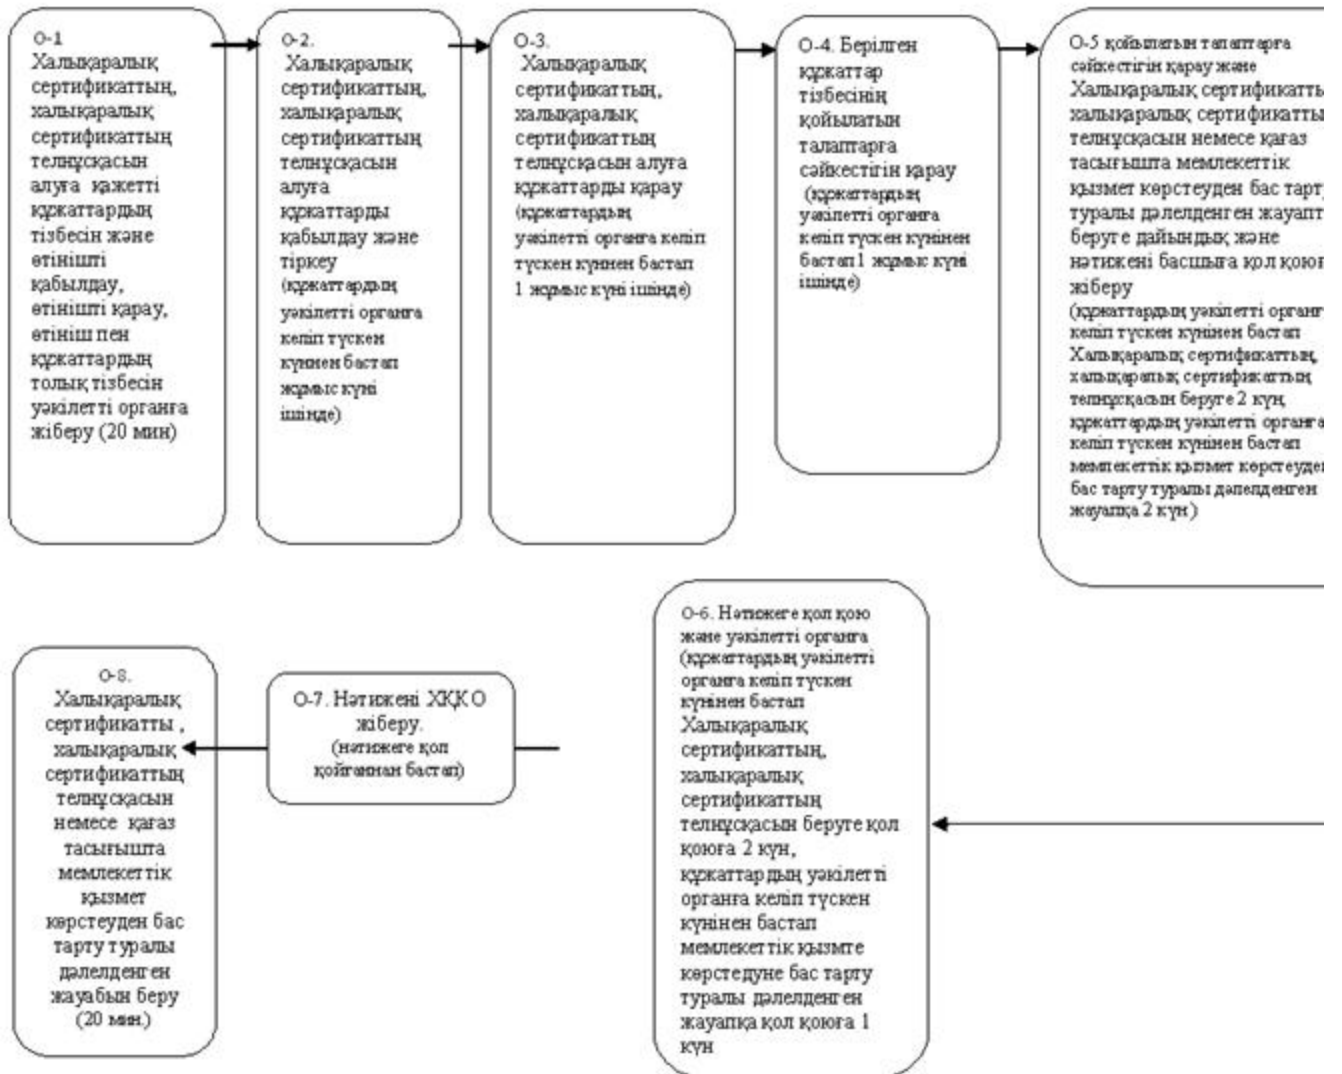 О-1
Халықаралық
сертификаттың,
халықаралық
сертификаттың
телнұсқасын
алуға қажетті
құжаттардың
тізбесін және
өтінішті
қабылдау,
өтінішті қарау,
өтініш пен
құжаттардың
толық тізбесін
уәкілетті органға
жіберу (20 мин)
О-2.
Халықаралық
сертификаттың,
халықаралық
сертификаттың
телнұсқасын
алуға
құжаттарды
қабылдау және
тіркеу
(құжаттардың
уәкілетті органға
келіп түскен
күннен бастап
жұмыс күні
ішінде)
О-3.
Халықаралық
сертификаттың,
халықаралық
сертификаттың
телнұсқасын алуға
құжаттарды қарау
(құжаттардың
уәкілетті органға келіп
түскен күннен бастап
1 жұмыс күні ішінде)
О-4. Берілген
құжаттар
тізбесінің
қойылатын
талаптарға
сәйкестігін қарау
(құжаттардың
уәкілетті органға
келіп түскен күнінен
бастап 1 жұмыс күні
ішінде)
О-5 қойылатын талаптарға
сәйкестігін қарау және
Халықаралық сертификатты
халықаралық сертификаттың
телнұсқасын немесе қағаз
тасығышта мемлекеттік
қызмет көрстеуден бас тарту
туралы дәлелденген жауапт
беруге дайындық және
нәтижені басшыға қол қоюғ
жіберу
(құжаттардың уәкілетті органғ
келіп түскен күнінен бастап
Халықаралық сертификаттың,
халықаралық сертификаттың
телнұсқасын беруге 2 күн,
құжаттардың уәкілетті органға
келіп түскен күнінен бастап
мемлекеттік қызмет көрстеуден
бас тарту туралы дәлелденген
жауапқа 2 күн )
О-6. Нәтижеге қол қою
және уәкілетті органға
(құжаттардың уәкілетті
органға келіп түскен
күнінен бастап
Халықаралық
сертификаттың,
халықаралық
сертификаттың
телнұсқасын беруге қол
қоюға 2 күн,
құжаттардың уәкілетті
органға келіп түскен
күнінен бастап
мемлекеттік қызмте
көрстедуне бас тарту
туралы дәлелденген
жауапқа қол қоюға 1
күн
О-7. Нәтижені ХҚКО
жіберу.
(нәтижеге қол
қойғаннан бастап)
О-8.
Халықаралық
сертификатты ,
халықаралық
сертификаттың
телнұсқасын
немесе қағаз
тасығышта
мемлекеттік
қызмет
көрстеуден бас
тарту туралы
дәлелденген
жауабын беру
(20 мин.)